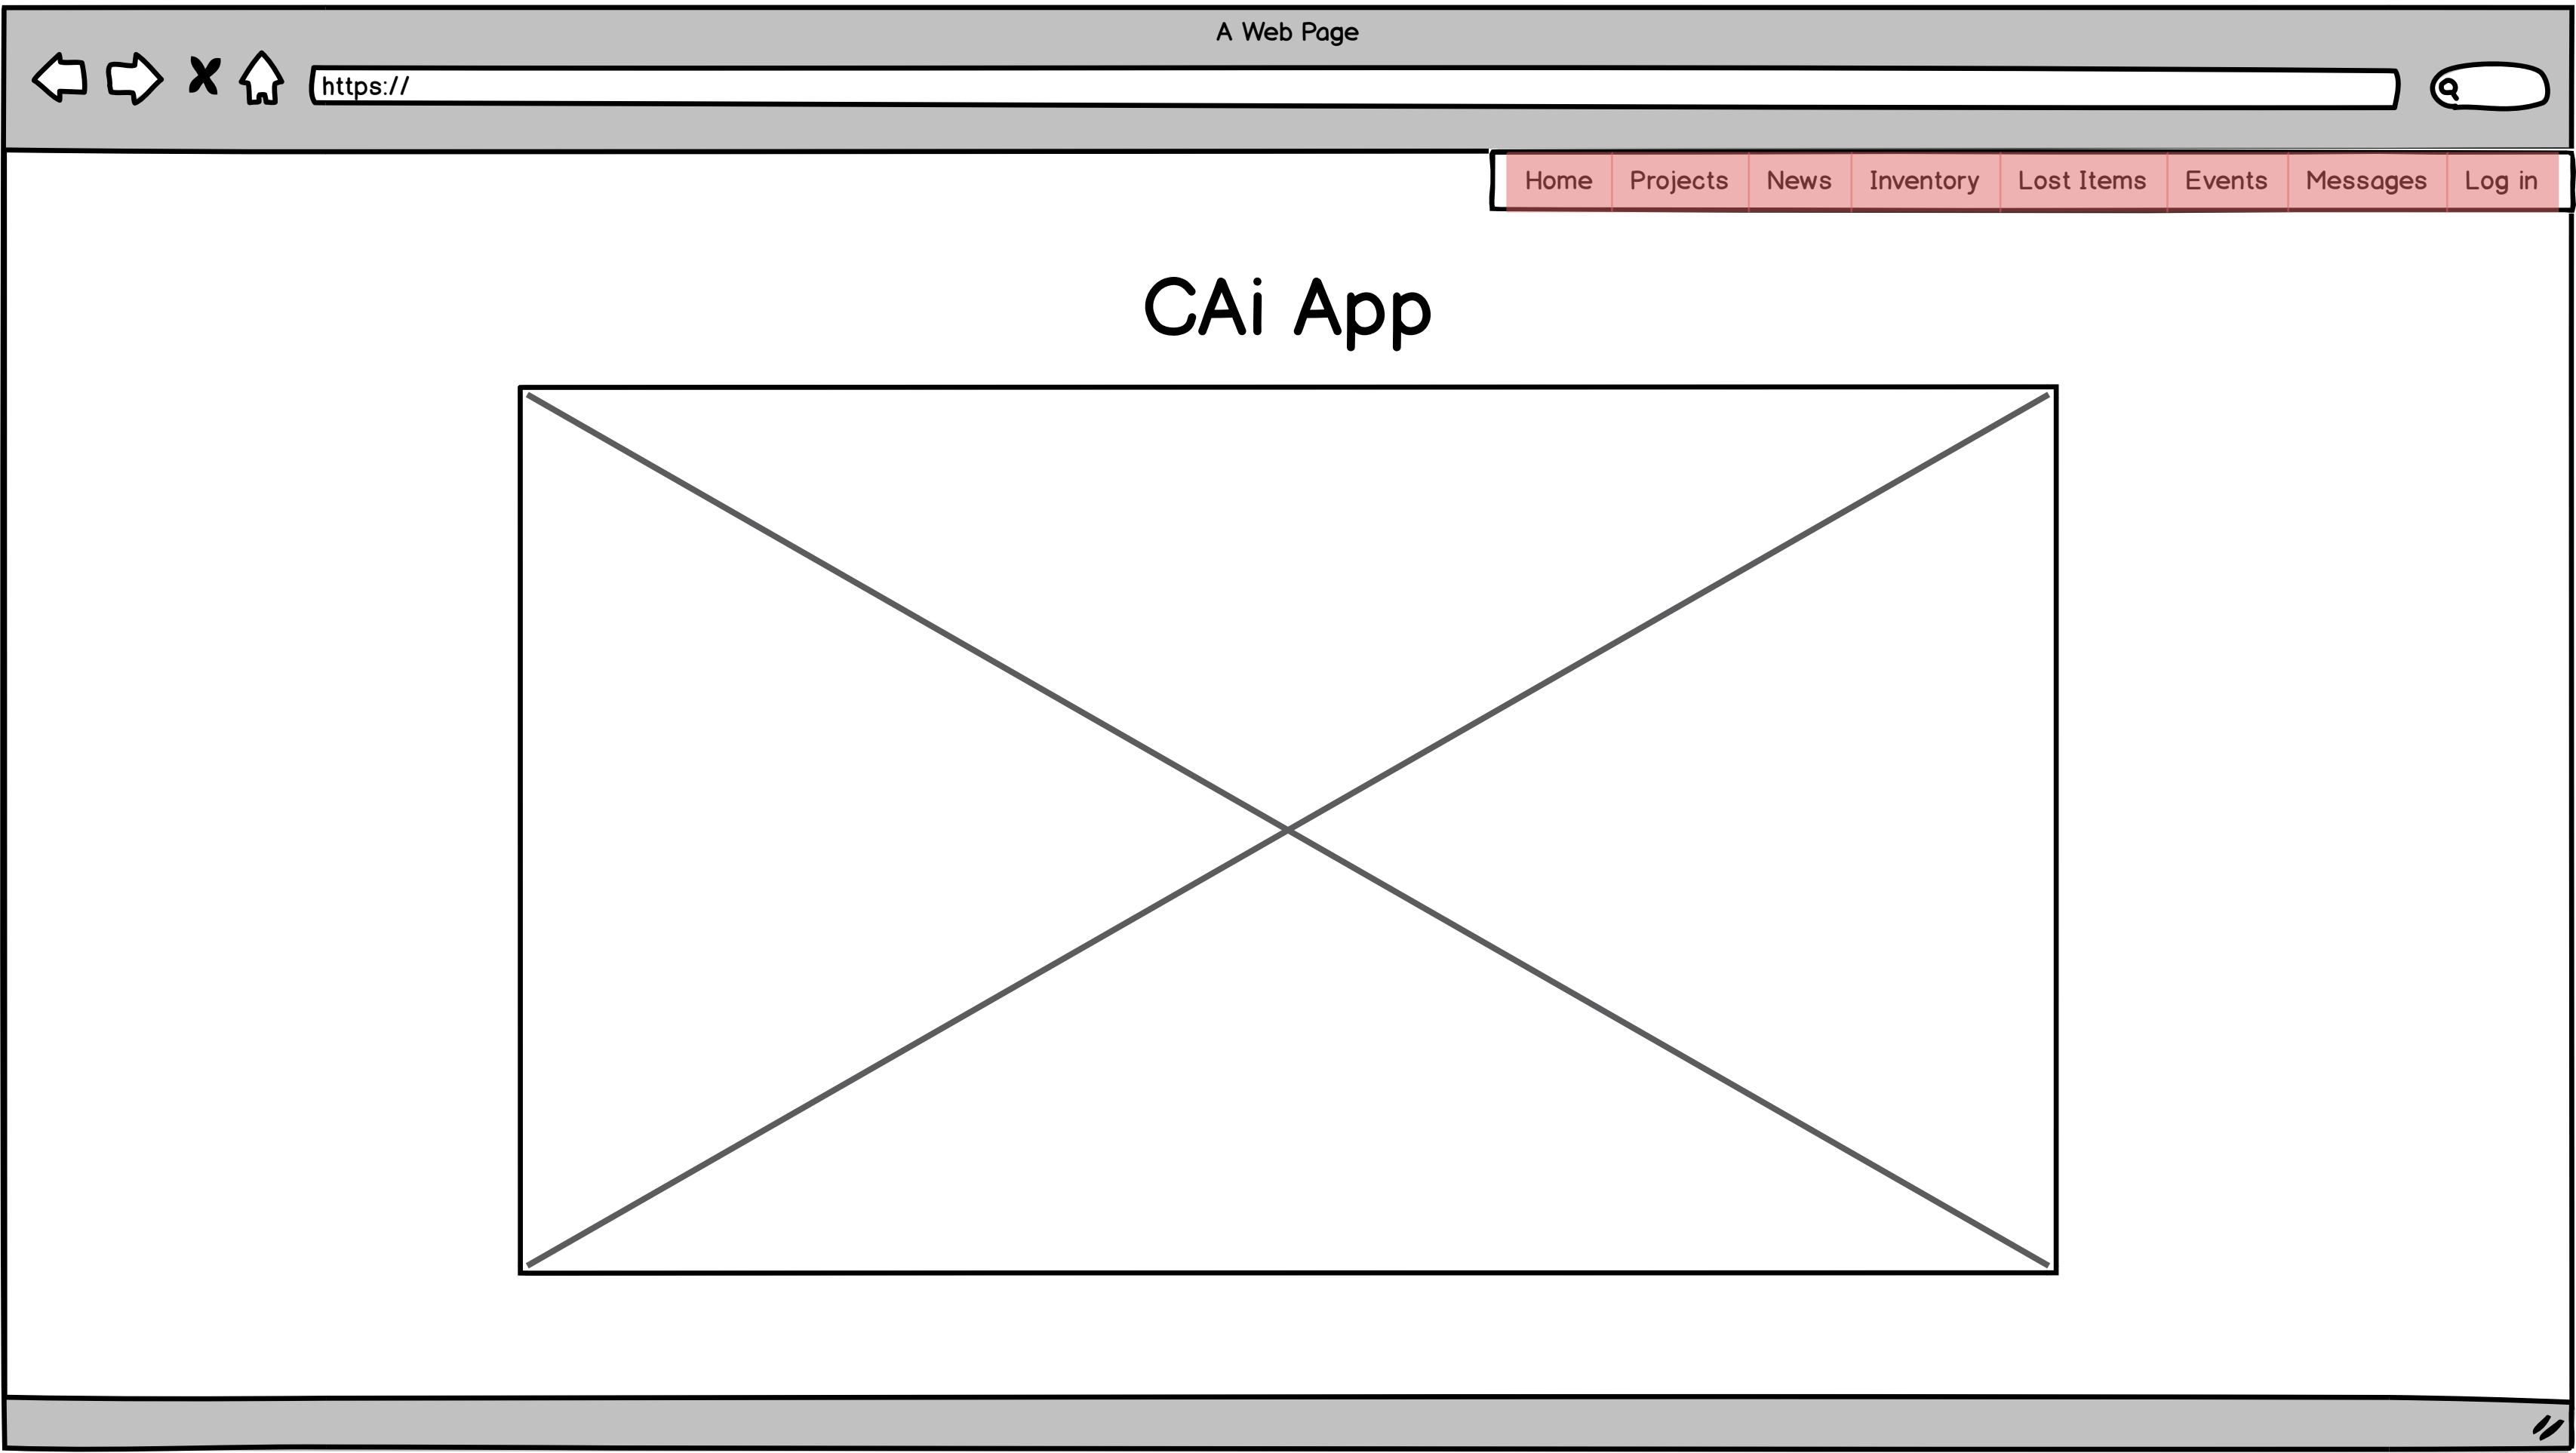 A Web Page
https://
Home Projects News Inventory Lost Items Events Messages Log in
CAi App